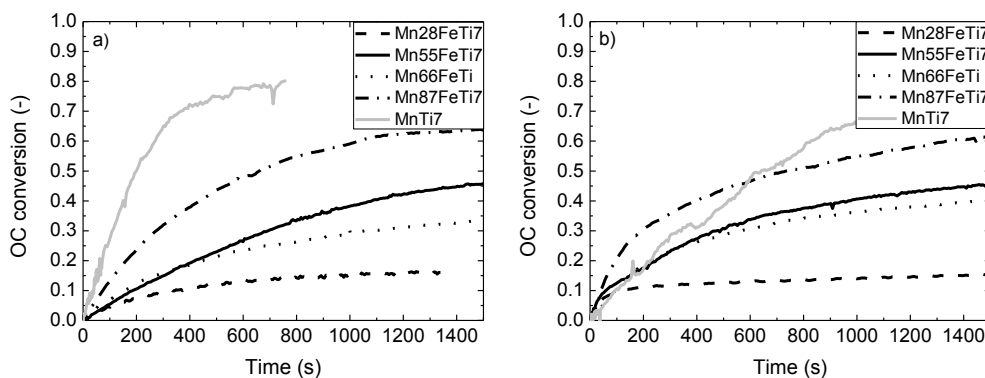 a)
Mn28FeTi7
Mn55FeTi7
Mn66FeTi
Mn87FeTi7
MnTi7
OC conversion (-)
1.0
0.9
0.8
0.7
0.6
0.5
0.4
0.3
0.2
0.1
0.0
0 200 400 600 800 1000 1200 1400
Time (s)
b)
Mn28FeTi7
Mn55FeTi7
Mn66FeTi
Mn87FeTi7
MnTi7
OC conversion (-)
1.0
0.9
0.8
0.7
0.6
0.5
0.4
0.3
0.2
0.1
0.0
0 200 400 600 800 1000 1200 1400
Time (s)